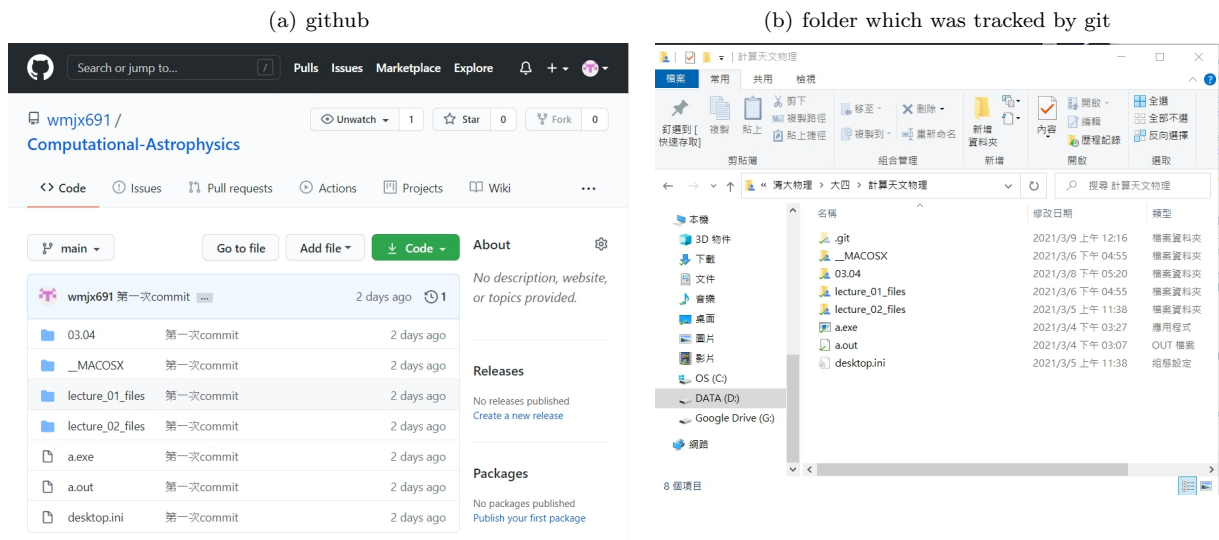 (a) github
(b) folder which was tracked by git
Search or jump to... /
Pulls Issues Marketplace Explore
wmjx691 /
Computational-Astrophysics
Unwatch 1
Star 0
Fork 0
Code Issues Pull requests Actions Projects Wiki ...
main
Go to file
Add file
Code
wmjx691 第一次commit ... 2 days ago 1
03.04 第一次commit 2 days ago
__MACOSX 第一次commit 2 days ago
lecture_01_files 第一次commit 2 days ago
lecture_02_files 第一次commit 2 days ago
a.exe 第一次commit 2 days ago
a.out 第一次commit 2 days ago
desktop.ini 第一次commit 2 days ago
About
No description, website,
or topics provided.
Releases
No releases published
Create a new release
Packages
No packages published
Publish your first package
計算天文物理
檔案 常用 共用 檢視
釘選到 [
快速存取]
複製
貼上
剪下
複製路徑
貼上捷徑
剪貼簿
移至
複製到
刪除
重新命名
組合管理
新增
資料夾
新增
內容
開啟
編輯
歷程記錄
開啟
全選
全部不選
反向選擇
選取
« 清大物理 › 大四 › 計算天文物理
搜尋 計算天文物理
本機
3D 物件
下載
文件
音樂
桌面
圖片
影片
OS (C:)
DATA (D:)
Google Drive (G:)
網路
名稱 修改日期 類型
.git 2021/3/9 上午 12:16 檔案資料夾
__MACOSX 2021/3/6 下午 04:55 檔案資料夾
03.04 2021/3/8 下午 05:20 檔案資料夾
lecture_01_files 2021/3/6 下午 04:55 檔案資料夾
lecture_02_files 2021/3/5 上午 11:38 檔案資料夾
a.exe 2021/3/4 下午 03:27 應用程式
a.out 2021/3/4 下午 03:07 OUT 檔案
desktop.ini 2021/3/5 上午 11:38 組態設定
8 個項目